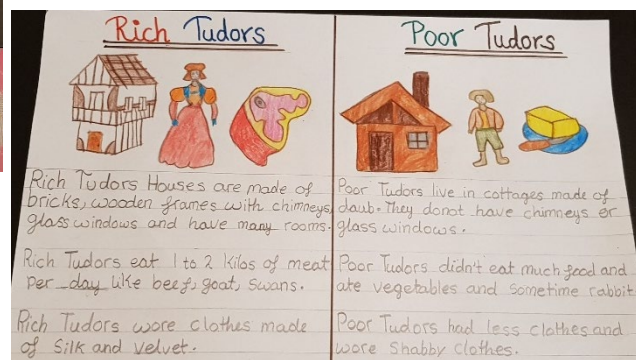 Rich Tudors
Rich Tudors Houses are made of
bricks, wooden frames with chimneys,
glass windows and have many rooms.
Rich Tudors eat 1 to 2 kilos of meat
per day like beef, goat, swans.
Rich Tudors wore clothes made
of silk and velvet.
Poor Tudors
Poor Tudors live in cottages made of
daub. They donot have chimneys or
glass windows.
Poor Tudors didn't eat much food and
ate vegetables and sometime rabbit
Poor Tudors had less clothes and
wore shabby clothes.